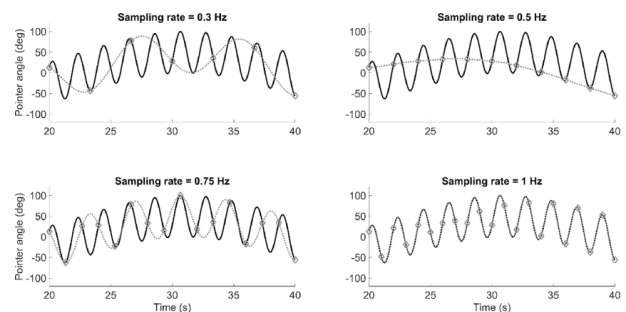 Sampling rate = 0.3 Hz
Pointer angle (deg)
100
50
0
-50
-100
20 25 30 35 40
Sampling rate = 0.5 Hz
100
50
0
-50
-100
20 25 30 35 40
Sampling rate = 0.75 Hz
Pointer angle (deg)
100
50
0
-50
-100
20 25 30 35 40
Time (s)
Sampling rate = 1 Hz
100
50
0
-50
-100
20 25 30 35 40
Time (s)